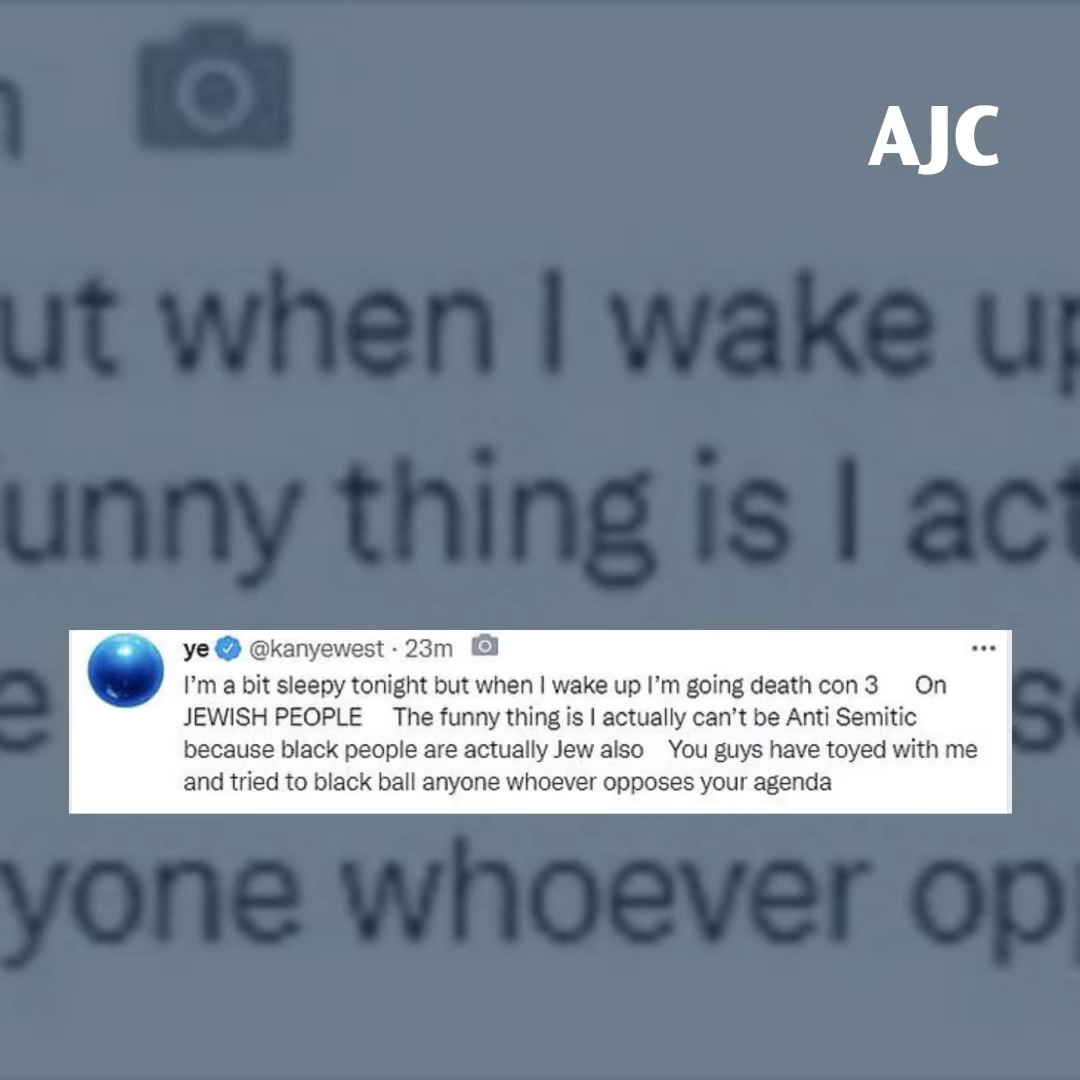 AJC
ut when I wake up
unny thing is I act
yone whoever opp
ye @kanyewest · 23m
I'm a bit sleepy tonight but when I wake up I'm going death con 3 On
JEWISH PEOPLE The funny thing is I actually can't be Anti Semitic
because black people are actually Jew also You guys have toyed with me
and tried to black ball anyone whoever opposes your agenda